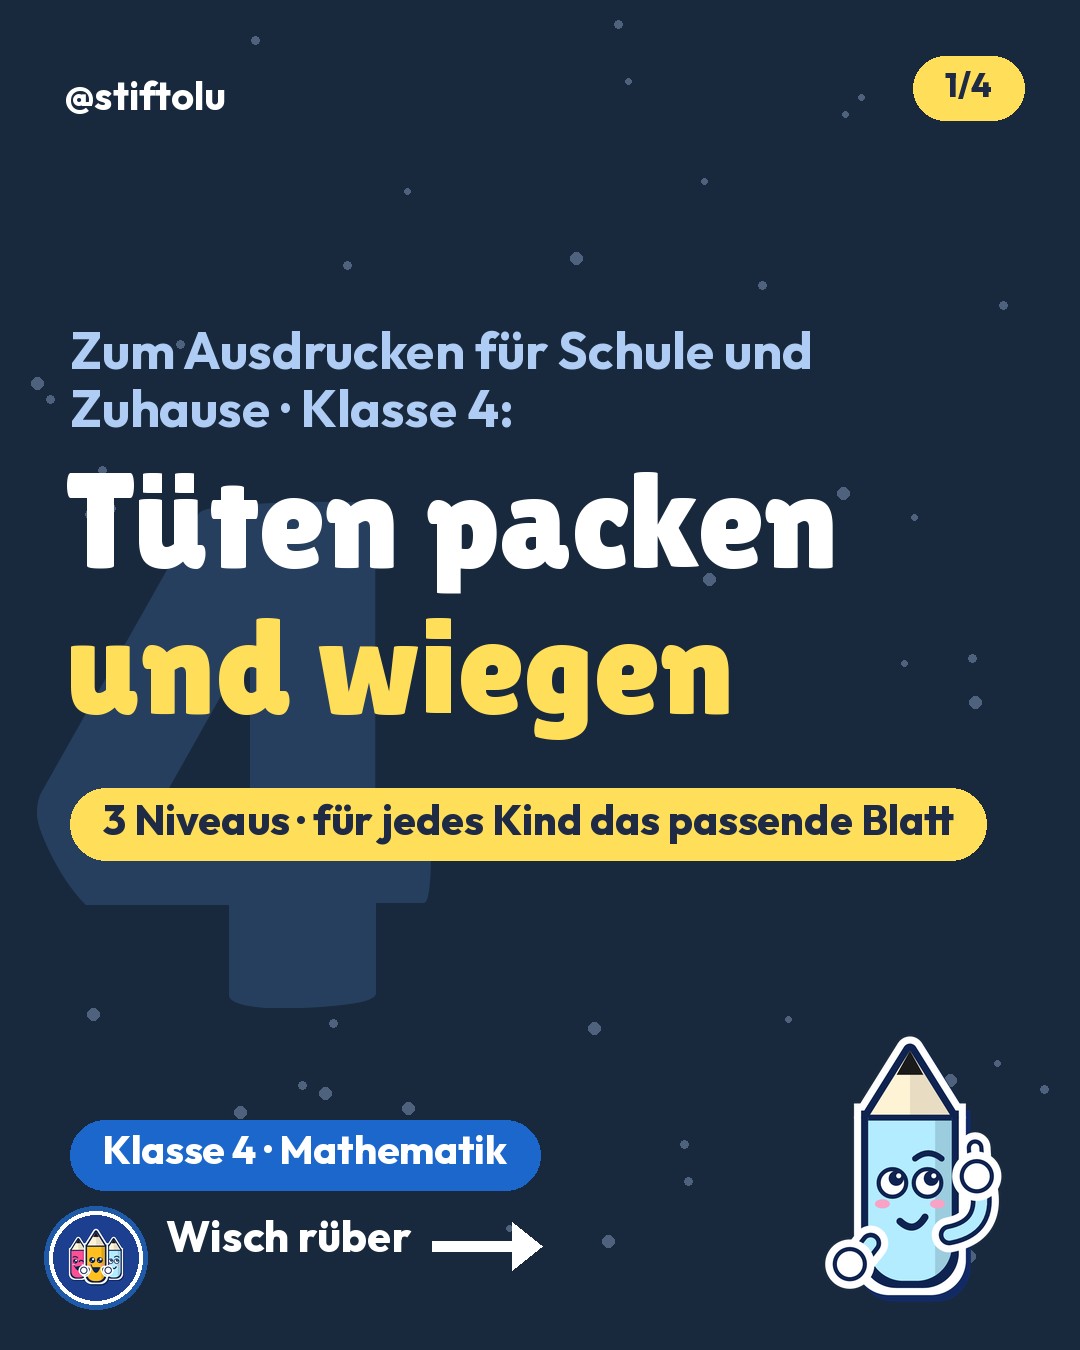 @stiftolu
1/4
Zum Ausdrucken für Schule und
Zuhause · Klasse 4:
Tüten packen
und wiegen
4
3 Niveaus · für jedes Kind das passende Blatt
Klasse 4 · Mathematik
Wisch rüber